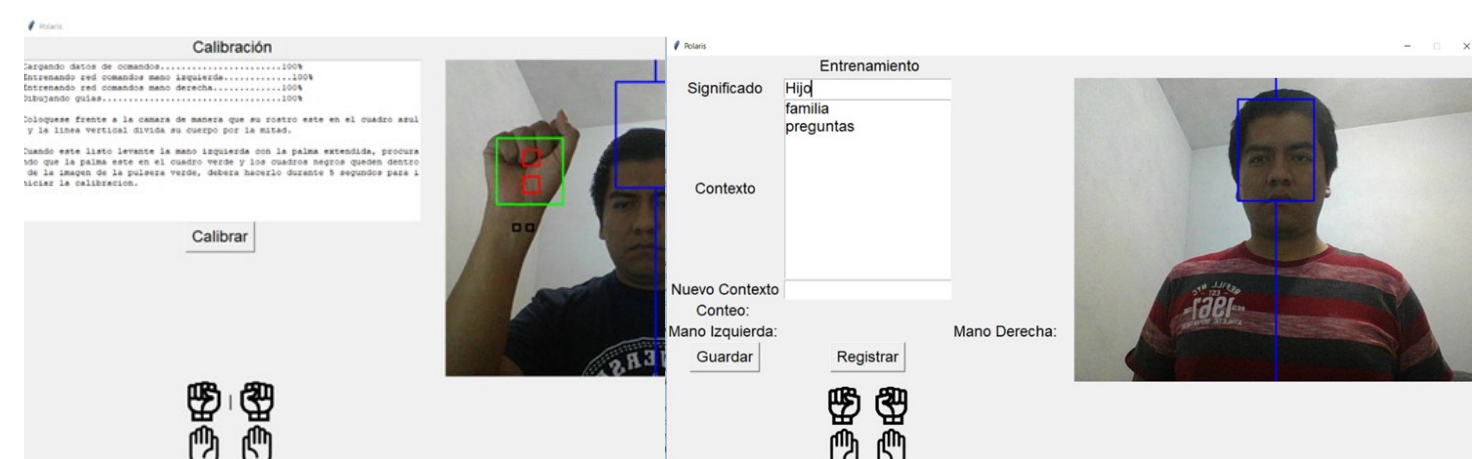 Polaris
Calibración
Cargando datos de comandos.......................100%
Entrenando red comandos mano izquierda.............100%
Entrenando red comandos mano derecha.............100%
Dibujando guias..................................100%
Coloquese frente a la camara de manera que su rostro este en el cuadro azul
y la linea vertical divida su cuerpo por la mitad.
Cuando este listo levante la mano izquierda con la palma extendida, procura
ndo que la palma este en el cuadro verde y los cuadros negros queden dentro
de la imagen de la pulsera verde, debera hacerlo durante 5 segundos para i
niciar la calibracion.
Calibrar
Polaris
Entrenamiento
Significado
Hijo
familia
preguntas
Contexto
Nuevo Contexto
Conteo:
Mano Izquierda:
Mano Derecha:
Guardar
Registrar